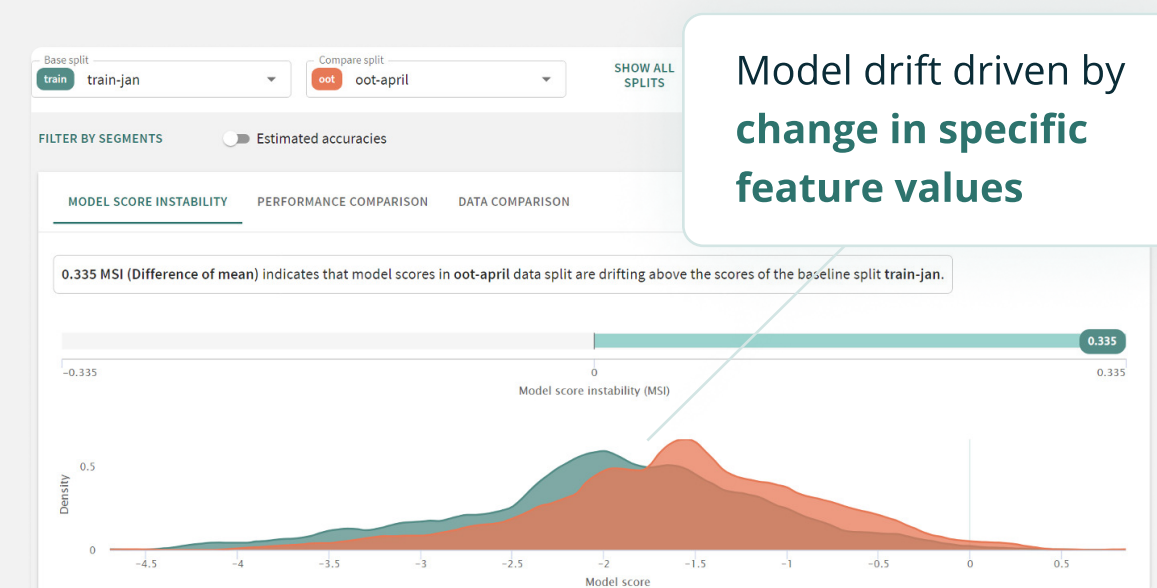 Base split
train train-jan
Compare split
oot oot-april
SHOW ALL
SPLITS
Model drift driven by
change in specific
feature values
FILTER BY SEGMENTS
Estimated accuracies
MODEL SCORE INSTABILITY PERFORMANCE COMPARISON DATA COMPARISON
0.335 MSI (Difference of mean) indicates that model scores in oot-april data split are drifting above the scores of the baseline split train-jan.
0.335
−0.335 0 0.335
Model score instability (MSI)
0.5
Density
0
−4.5 −4 −3.5 −3 −2.5 −2 −1.5 −1 −0.5 0 0.5
Model score